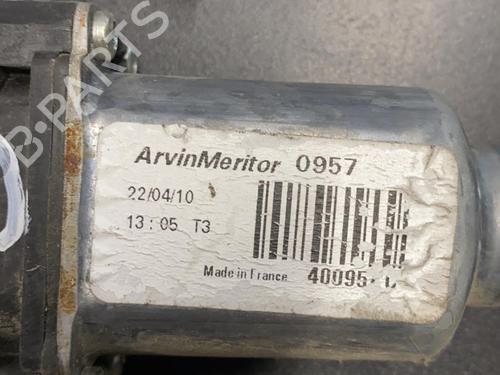 B-PARTS
ArvinMeritor 0957
22/04/10
13:05 T3
Made in France 40095